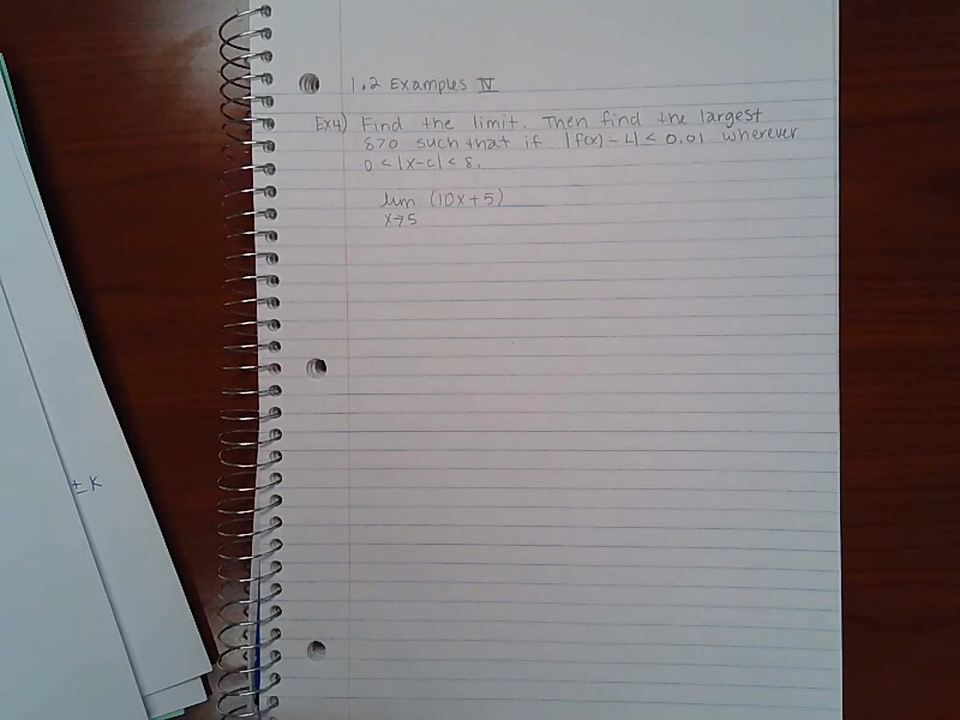 1.2 Examples IV
Ex4) Find the limit. Then find the largest
δ>0 such that if |f(x) - L| < 0.01 wherever
0 < |x-c| < δ.
lim (10x+5)
x→5
± K